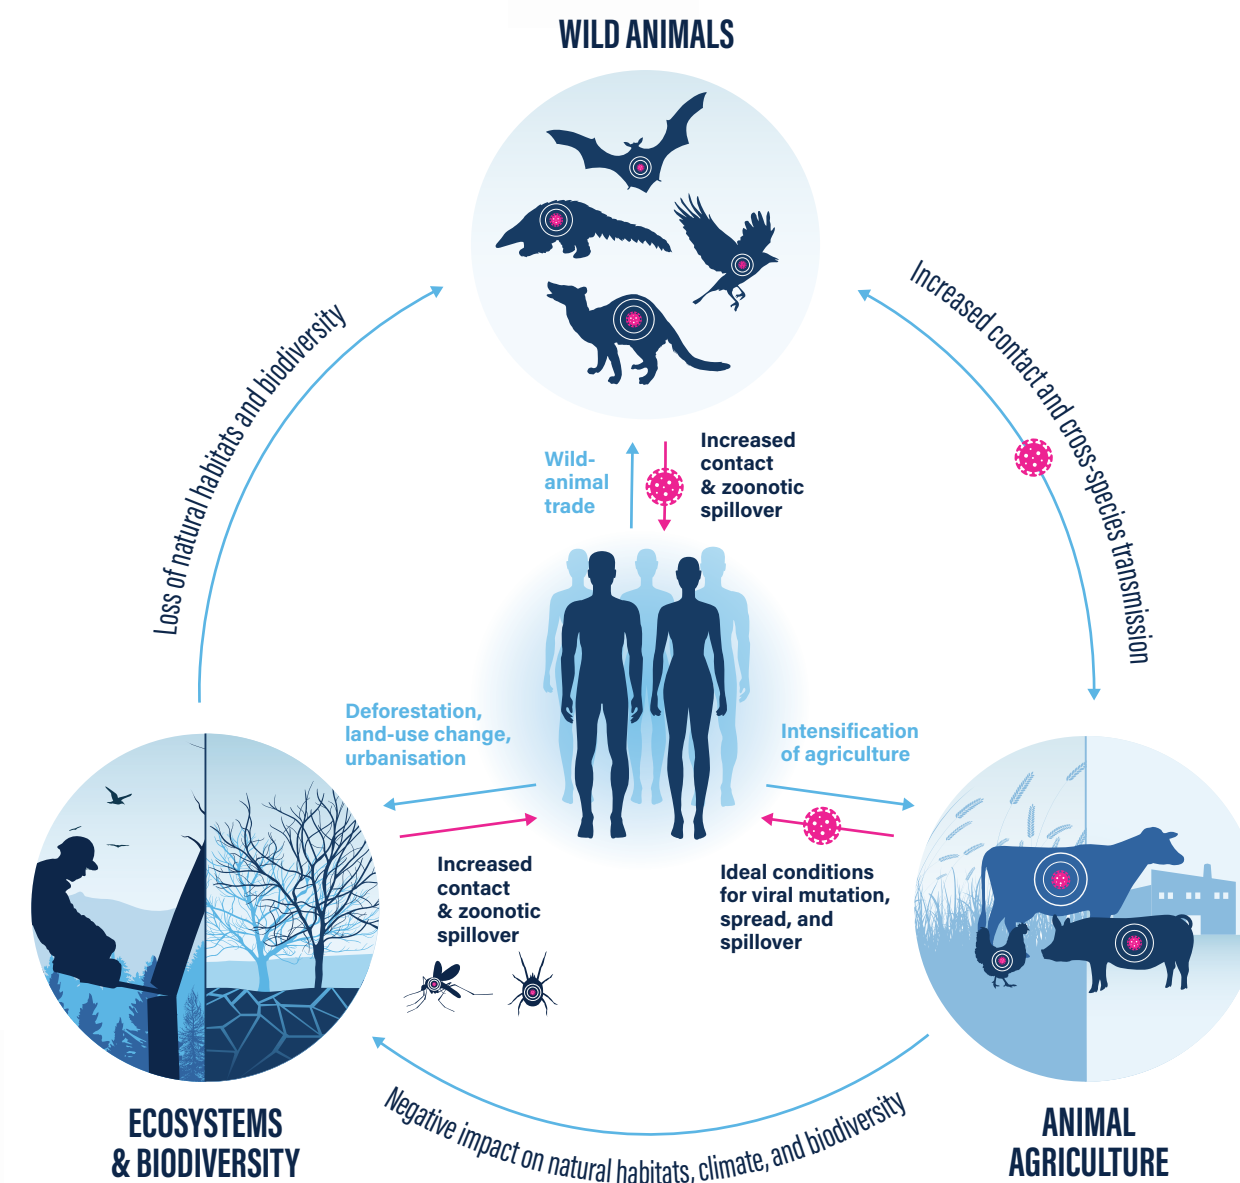 WILD ANIMALS
Loss of natural habitats and biodiversity
Increased contact and cross-species transmission
Wild-
animal
trade
Increased
contact
& zoonotic
spillover
Deforestation,
land-use change,
urbanisation
Intensification
of agriculture
Increased
contact
& zoonotic
spillover
Ideal conditions
for viral mutation,
spread, and
spillover
Negative impact on natural habitats, climate, and biodiversity
ECOSYSTEMS
& BIODIVERSITY
ANIMAL
AGRICULTURE